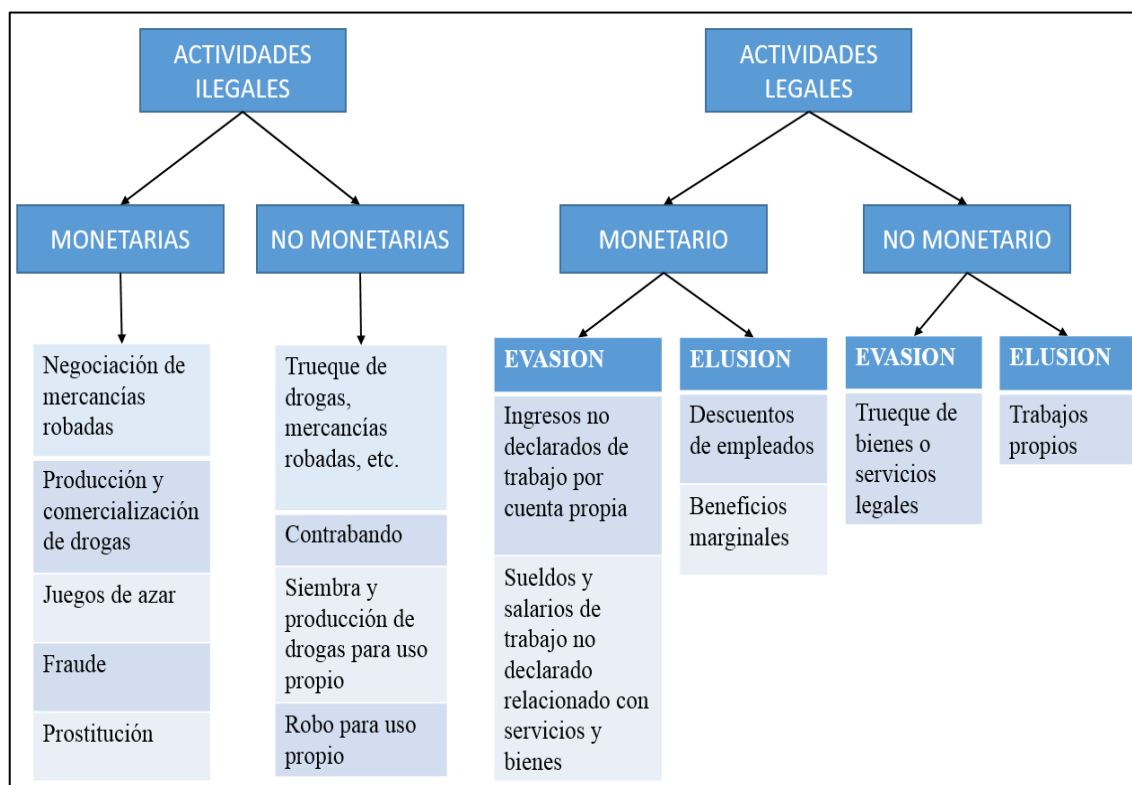 ACTIVIDADES
ILEGALES
ACTIVIDADES
LEGALES
MONETARIAS
NO MONETARIAS
MONETARIO
NO MONETARIO
Negociación de
mercancías
robadas
Producción y
comercialización
de drogas
Juegos de azar
Fraude
Prostitución
Trueque de
drogas,
mercancías
robadas, etc.
Contrabando
Siembra y
producción de
drogas para uso
propio
Robo para uso
propio
EVASION
Ingresos no
declarados de
trabajo por
cuenta propia
Sueldos y
salarios de
trabajo no
declarado
relacionado con
servicios y
bienes
ELUSION
Descuentos
de empleados
Beneficios
marginales
EVASION
Trueque de
bienes o
servicios
legales
ELUSION
Trabajos
propios